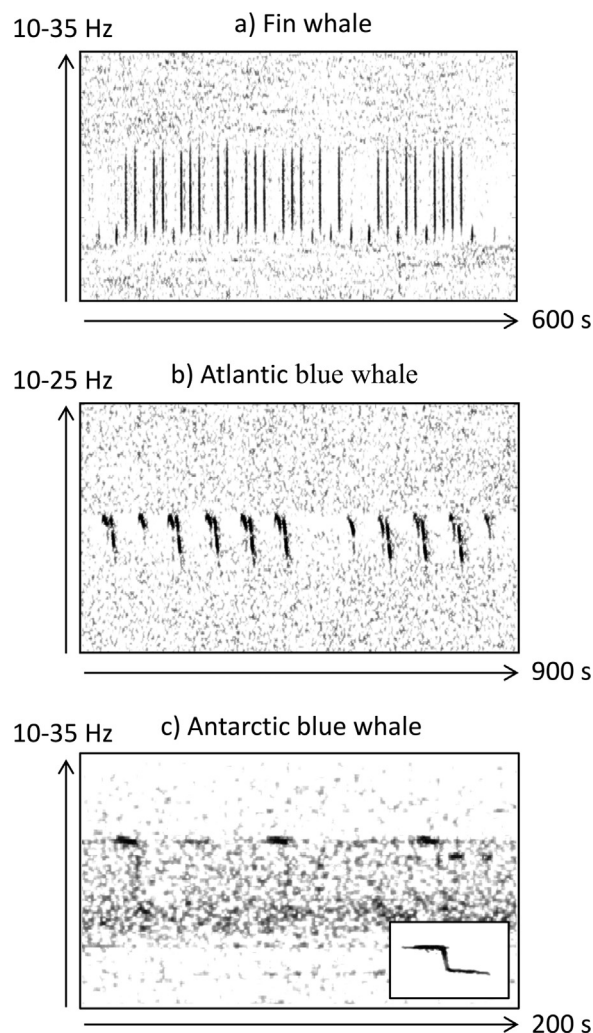 a) Fin whale
10-35 Hz
600 s
b) Atlantic blue whale
10-25 Hz
900 s
c) Antarctic blue whale
10-35 Hz
200 s